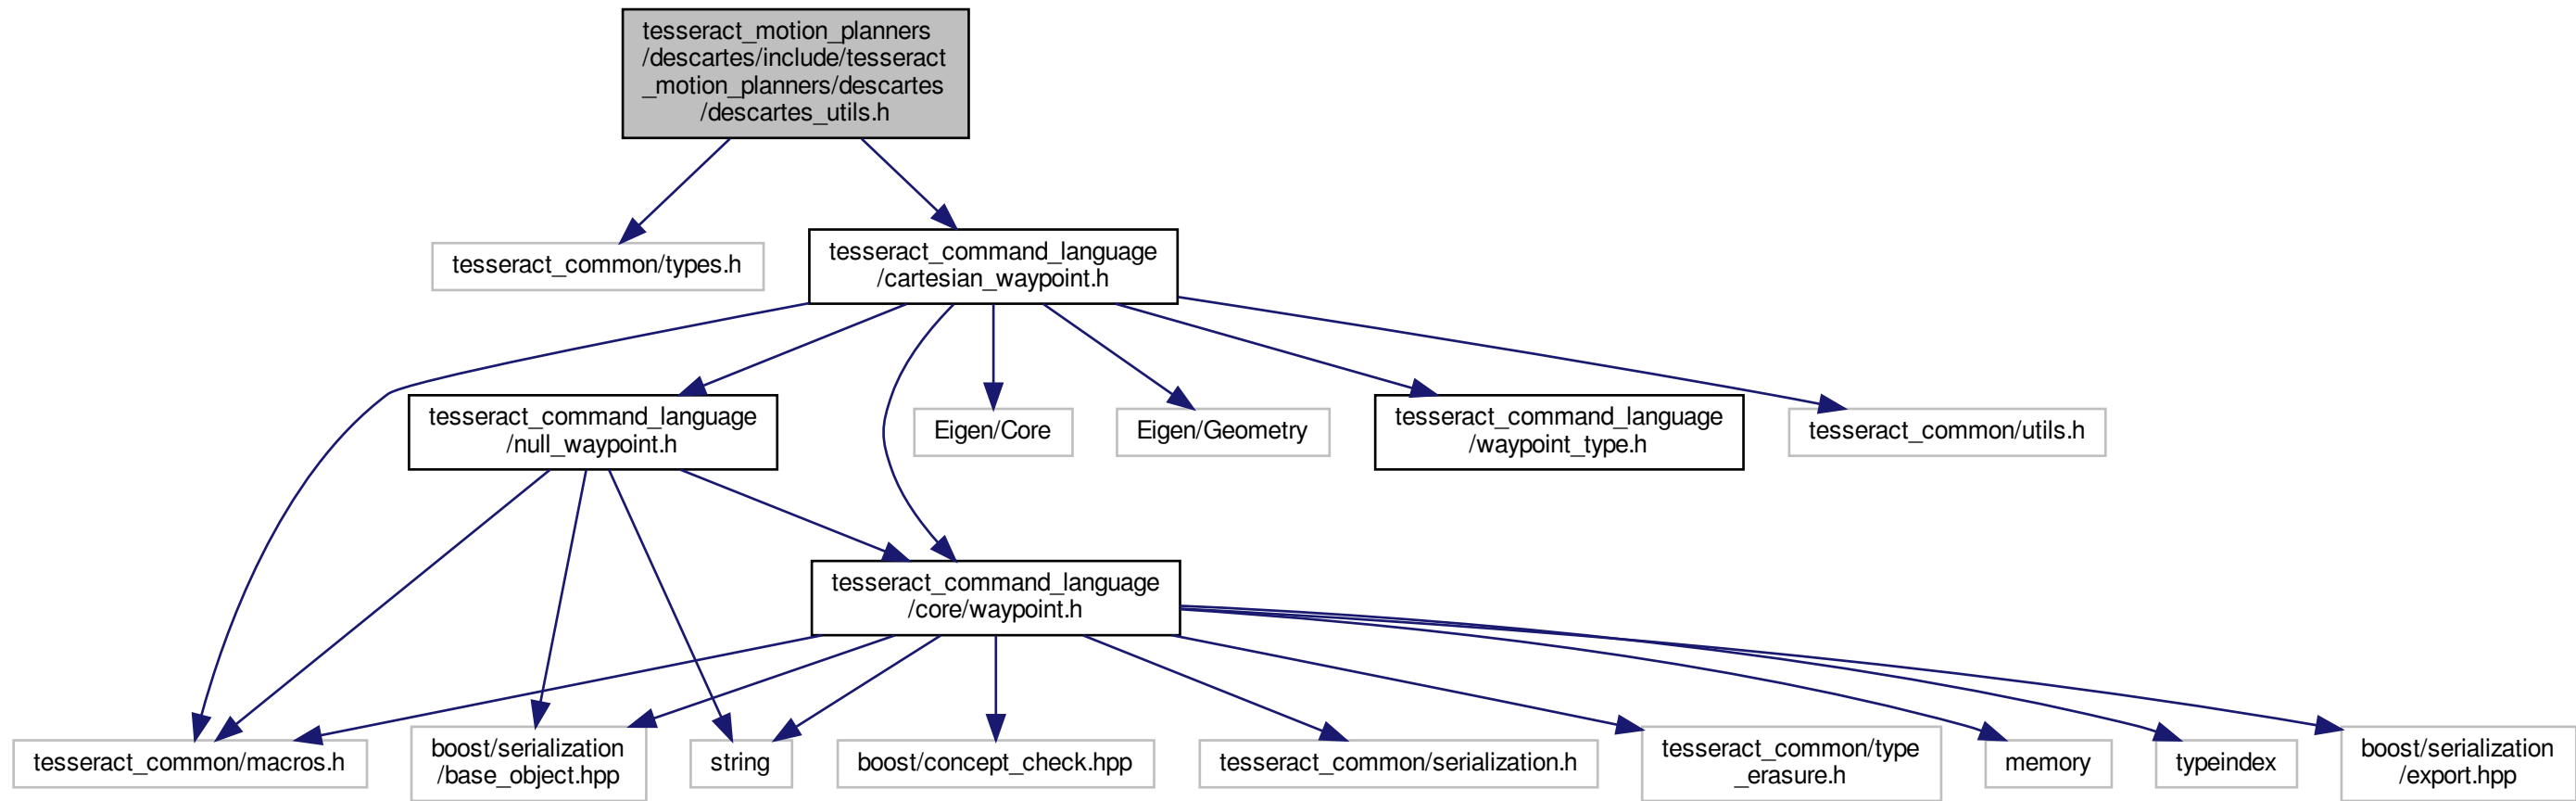 tesseract_motion_planners
/descartes/include/tesseract
_motion_planners/descartes
/descartes_utils.h
tesseract_common/types.h
tesseract_command_language
/cartesian_waypoint.h
tesseract_command_language
/null_waypoint.h
Eigen/Core
Eigen/Geometry
tesseract_command_language
/waypoint_type.h
tesseract_common/utils.h
tesseract_command_language
/core/waypoint.h
tesseract_common/macros.h
boost/serialization
/base_object.hpp
string
boost/concept_check.hpp
tesseract_common/serialization.h
tesseract_common/type
_erasure.h
memory
typeindex
boost/serialization
/export.hpp